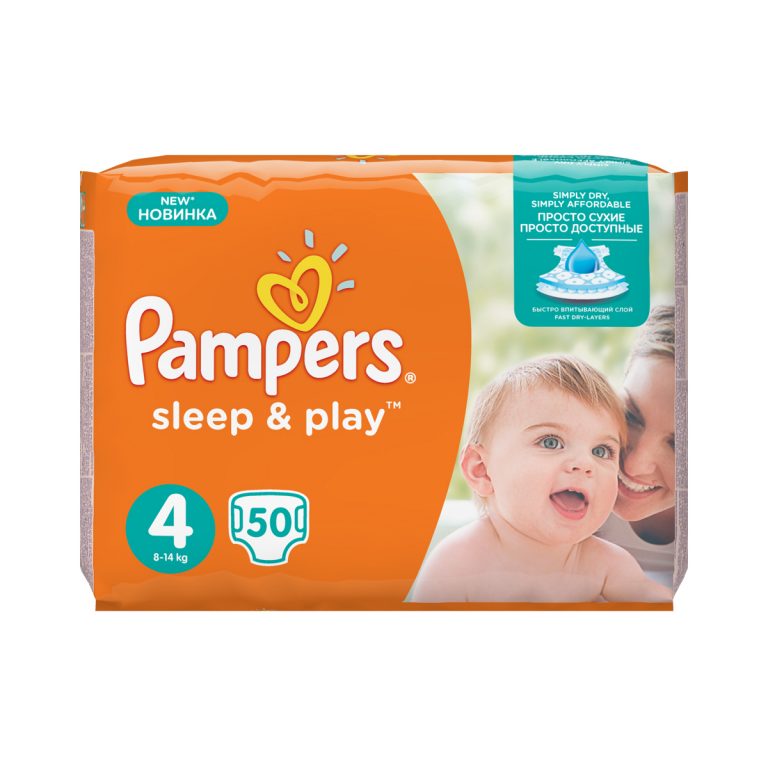 NEW*
НОВИНКА
SIMPLY DRY,
SIMPLY AFFORDABLE
ПРОСТО СУХИЕ
ПРОСТО ДОСТУПНЫЕ
БЫСТРО ВПИТЫВАЮЩИЙ СЛОЙ
FAST DRY-LAYERS
Pampers®
sleep & play™
4
8-14 kg
50